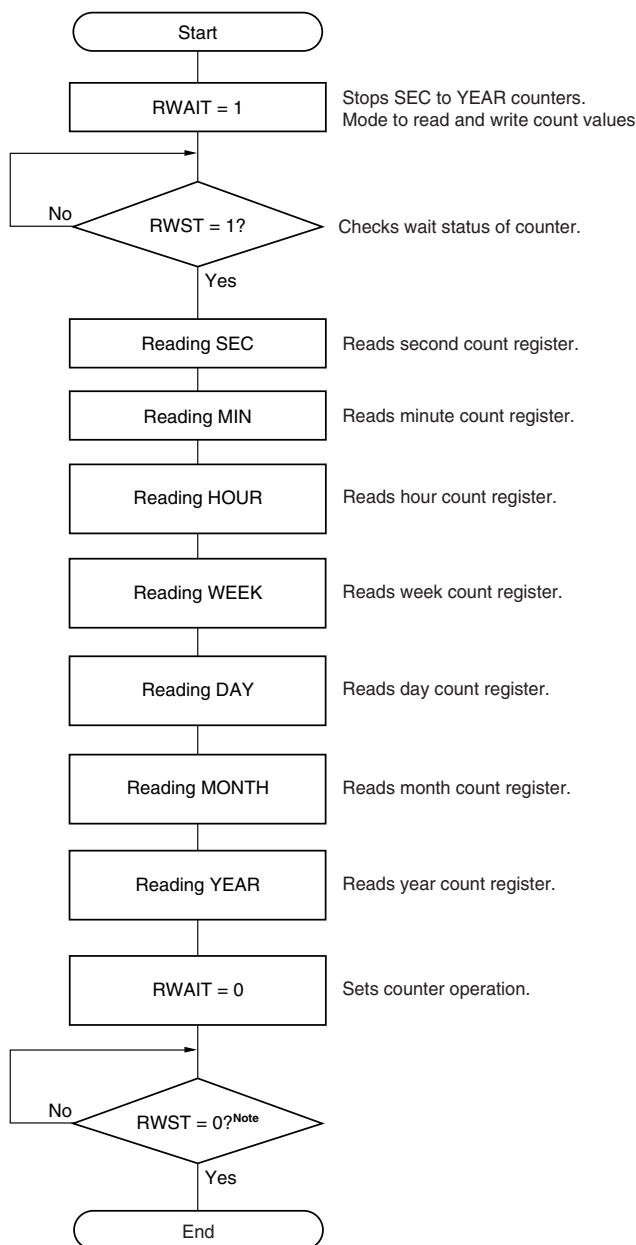 Start
RWAIT = 1
Stops SEC to YEAR counters.
Mode to read and write count values
No
RWST = 1?
Checks wait status of counter.
Yes
Reading SEC
Reads second count register.
Reading MIN
Reads minute count register.
Reading HOUR
Reads hour count register.
Reading WEEK
Reads week count register.
Reading DAY
Reads day count register.
Reading MONTH
Reads month count register.
Reading YEAR
Reads year count register.
RWAIT = 0
Sets counter operation.
No
RWST = 0?Note
Yes
End